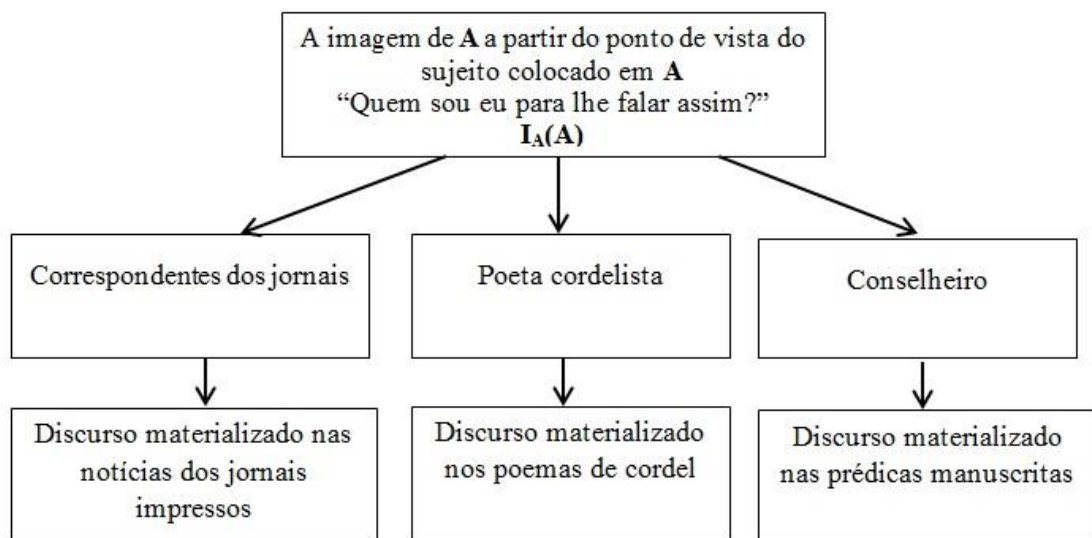 A imagem de A a partir do ponto de vista do
sujeito colocado em A
“Quem sou eu para lhe falar assim?”
IA(A)
Correspondentes dos jornais
Poeta cordelista
Conselheiro
Discurso materializado nas
notícias dos jornais
impressos
Discurso materializado
nos poemas de cordel
Discurso materializado
nas prédicas manuscritas